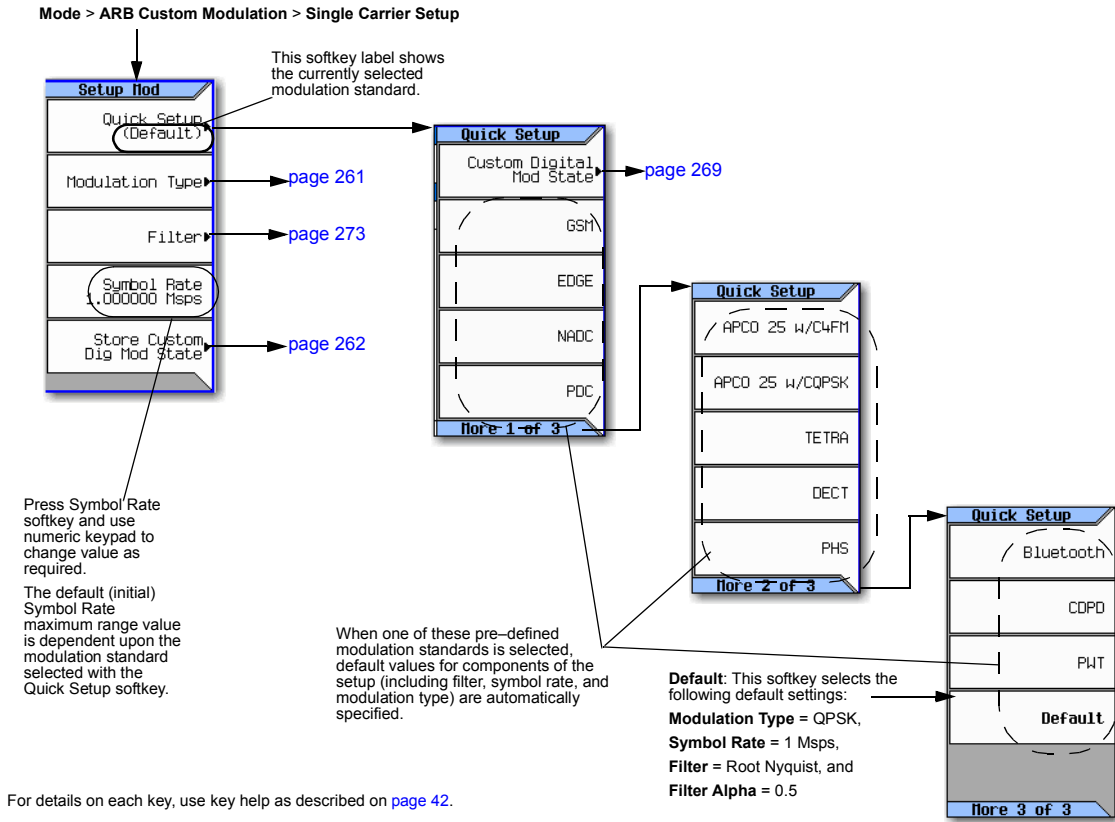 Mode > ARB Custom Modulation > Single Carrier Setup
This softkey label shows
the currently selected
modulation standard.
Setup Mod
Quick Setup
(Default)
Modulation Type
page 261
Filter
page 273
Symbol Rate
1.000000 Msps
Store Custom
Dig Mod State
page 262
Quick Setup
Custom Digital
Mod State
page 269
GSM
EDGE
NADC
PDC
More 1 of 3
Quick Setup
APCO 25 w/C4FM
APCO 25 w/CQPSK
TETRA
DECT
PHS
More 2 of 3
Quick Setup
Bluetooth
CDPD
PWT
Default
More 3 of 3
Press Symbol Rate
softkey and use
numeric keypad to
change value as
required.
The default (initial)
Symbol Rate
maximum range value
is dependent upon the
modulation standard
selected with the
Quick Setup softkey.
When one of these pre–defined
modulation standards is selected,
default values for components of the
setup (including filter, symbol rate, and
modulation type) are automatically
specified.
Default: This softkey selects the
following default settings:
Modulation Type = QPSK,
Symbol Rate = 1 Msps,
Filter = Root Nyquist, and
Filter Alpha = 0.5
For details on each key, use key help as described on page 42.